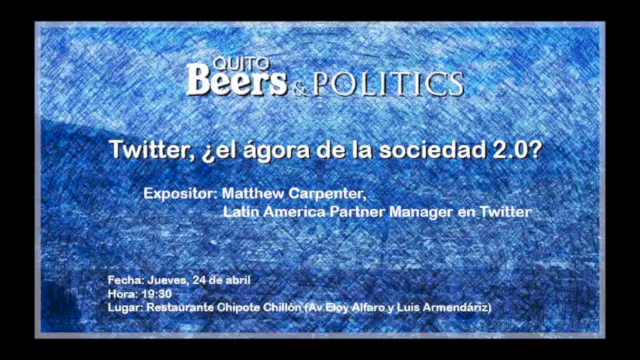 QUITO
Beers & POLITICS
Twitter, ¿el ágora de la sociedad 2.0?
Expositor: Matthew Carpenter,
Latin America Partner Manager en Twitter
Fecha: Jueves, 24 de abril
Hora: 19:30
Lugar: Restaurante Chipote Chillón (Av Eloy Alfaro y Luis Armendáriz)